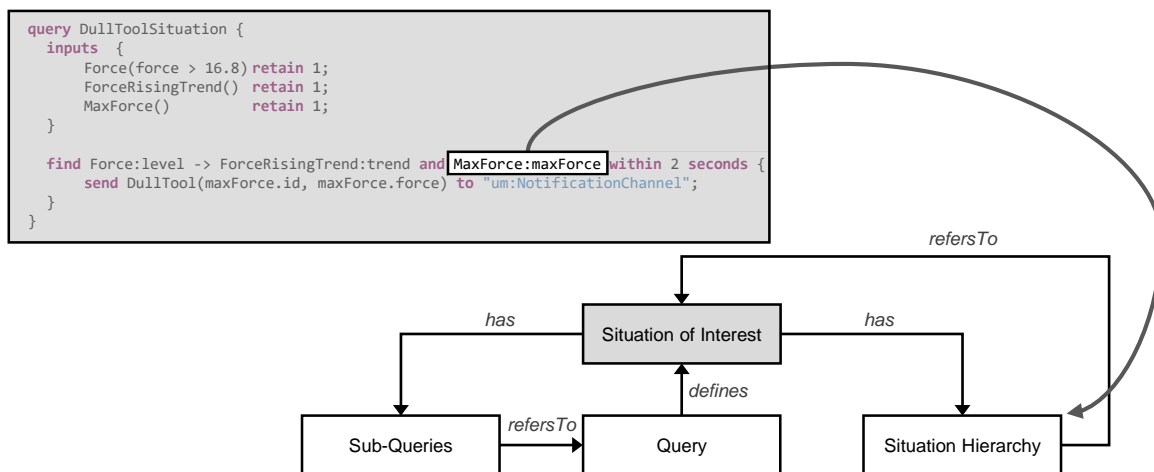 query DullToolSituation {
inputs {
Force(force > 16.8) retain 1;
ForceRisingTrend() retain 1;
MaxForce() retain 1;
}
find Force:level -> ForceRisingTrend:trend and MaxForce:maxForce within 2 seconds {
send DullTool(maxForce.id, maxForce.force) to "um:NotificationChannel";
}
}
refersTo
has
Situation of Interest
has
defines
Sub-Queries
refersTo
Query
Situation Hierarchy